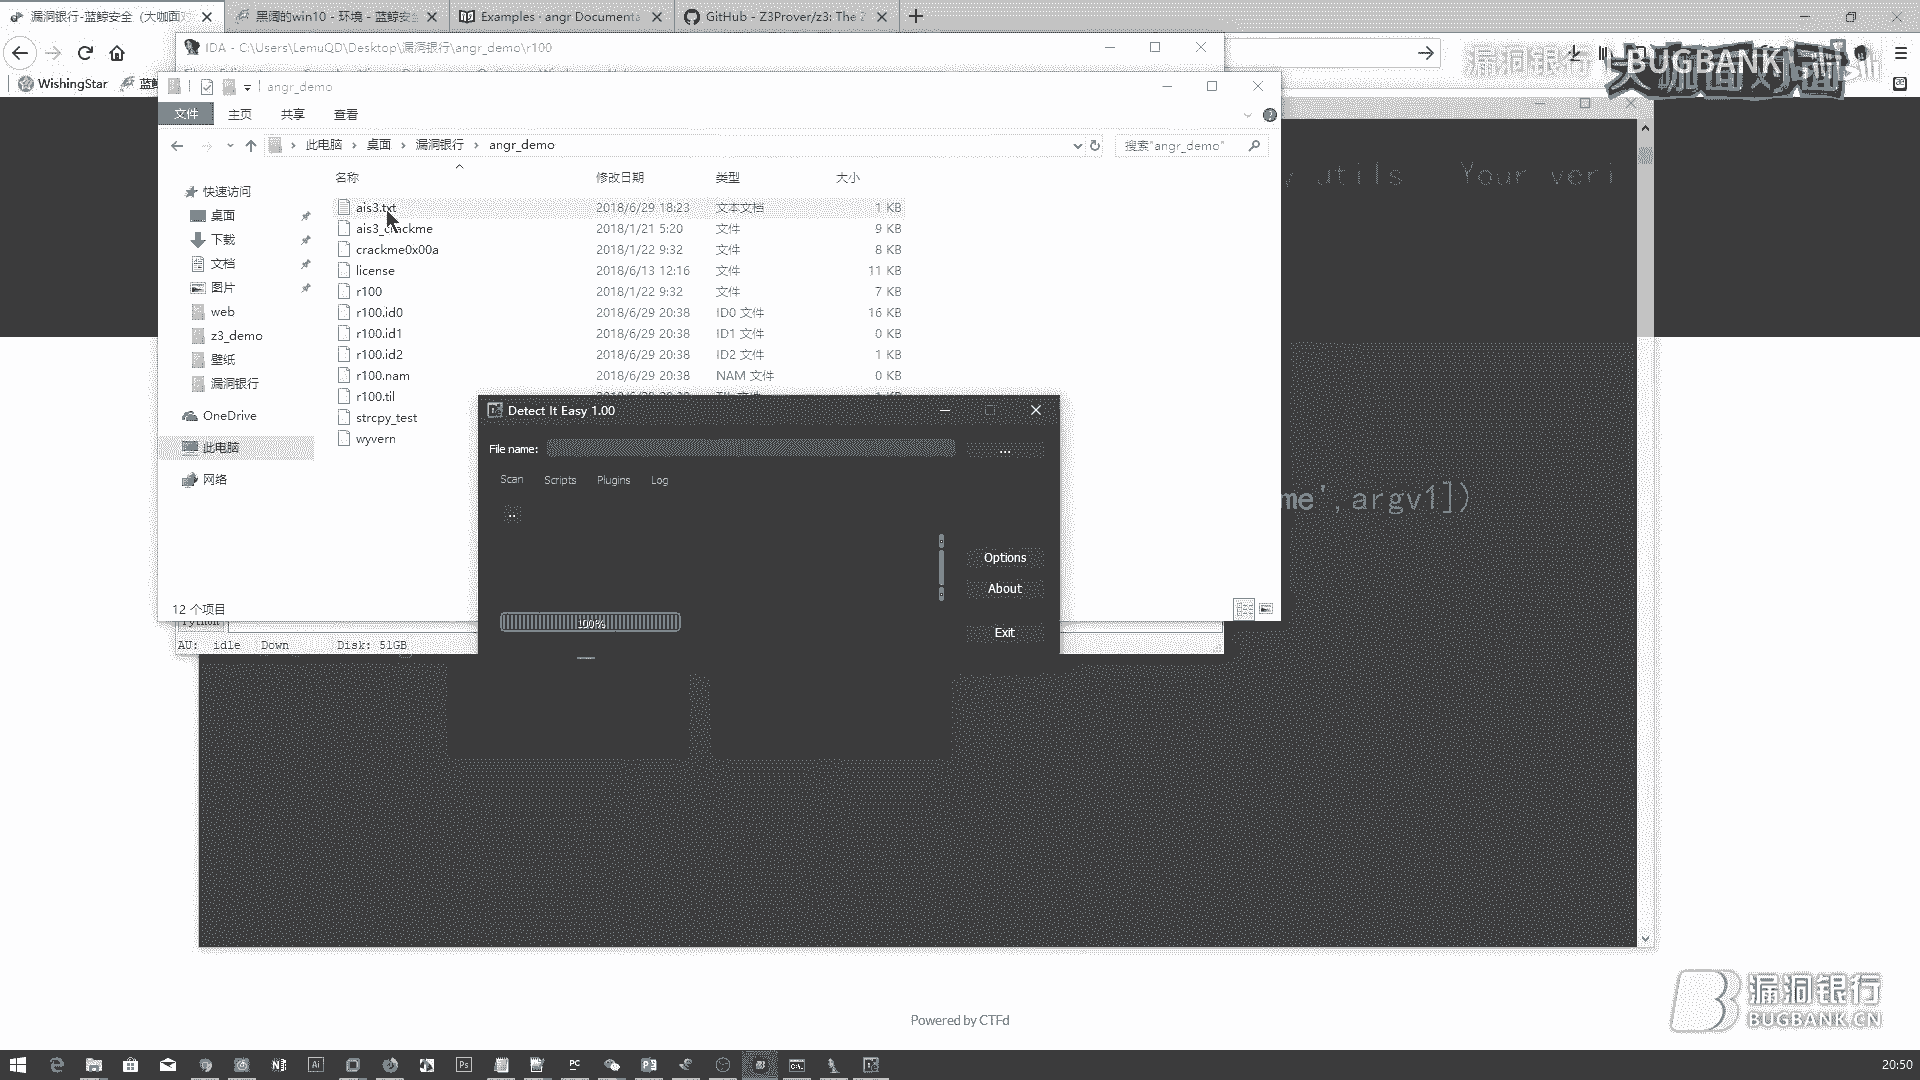 漏洞银行-蓝鲸安全（大咖面对
黑阔的win10 - 环境 - 蓝鲸安全
Examples · angr Documenta
GitHub - Z3Prover/z3: The Z
IDA - C:\Users\LemuQD\Desktop\漏洞银行\angr_demo\r100
漏洞银行
BUGBANK
大咖面对面
WishingStar
蓝鲸
angr_demo
文件
主页
共享
查看
此电脑
桌面
漏洞银行
angr_demo
搜索"angr_demo"
名称
修改日期
类型
大小
y utils Your veri
快速访问
桌面
下载
文档
图片
web
z3_demo
壁纸
漏洞银行
OneDrive
此电脑
网络
ais3.txt 2018/6/29 18:23 文本文档 1 KB
ais3_crackme 2018/1/21 5:20 文件 9 KB
crackme0x00a 2018/1/22 9:32 文件 8 KB
license 2018/6/13 12:16 文件 11 KB
r100 2018/1/22 9:32 文件 7 KB
r100.id0 2018/6/29 20:38 ID0 文件 16 KB
r100.id1 2018/6/29 20:38 ID1 文件 0 KB
r100.id2 2018/6/29 20:38 ID2 文件 1 KB
r100.nam 2018/6/29 20:38 NAM 文件 0 KB
r100.til
strcpy_test
wyvern
Detect It Easy 1.00
File name:
...
Scan
Scripts
Plugins
Log
..
me',argv1])
Options
About
Exit
100%
12 个项目
Python
AU: idle Down Disk: 51GB
Powered by CTFd
漏洞银行
BUGBANK.CN
20:50